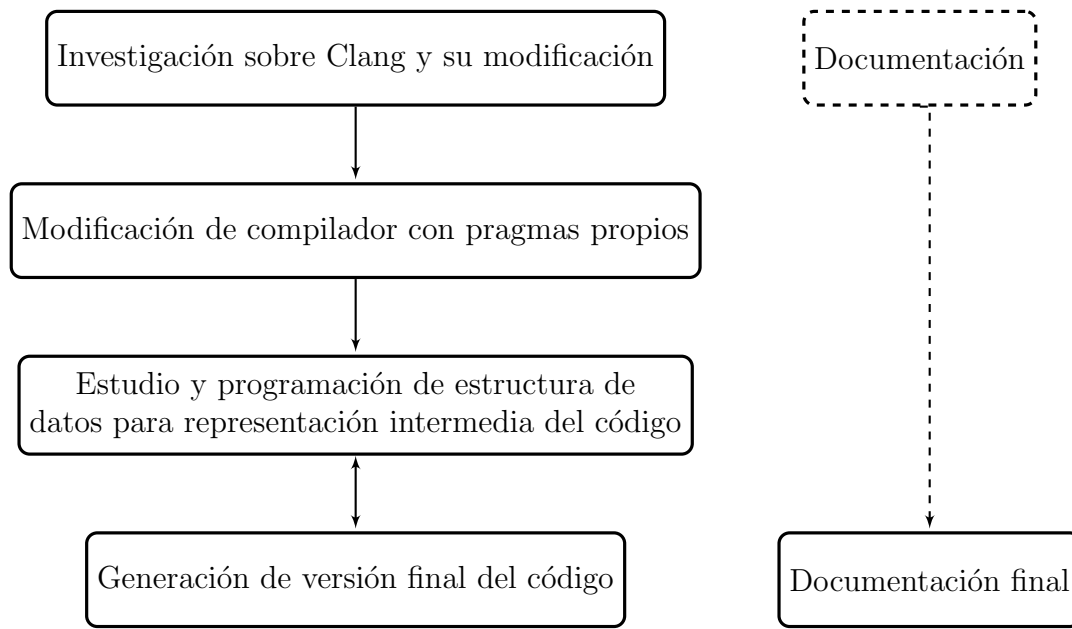 Investigación sobre Clang y su modificación
Documentación
Modificación de compilador con pragmas propios
Estudio y programación de estructura de
datos para representación intermedia del código
Generación de versión final del código
Documentación final